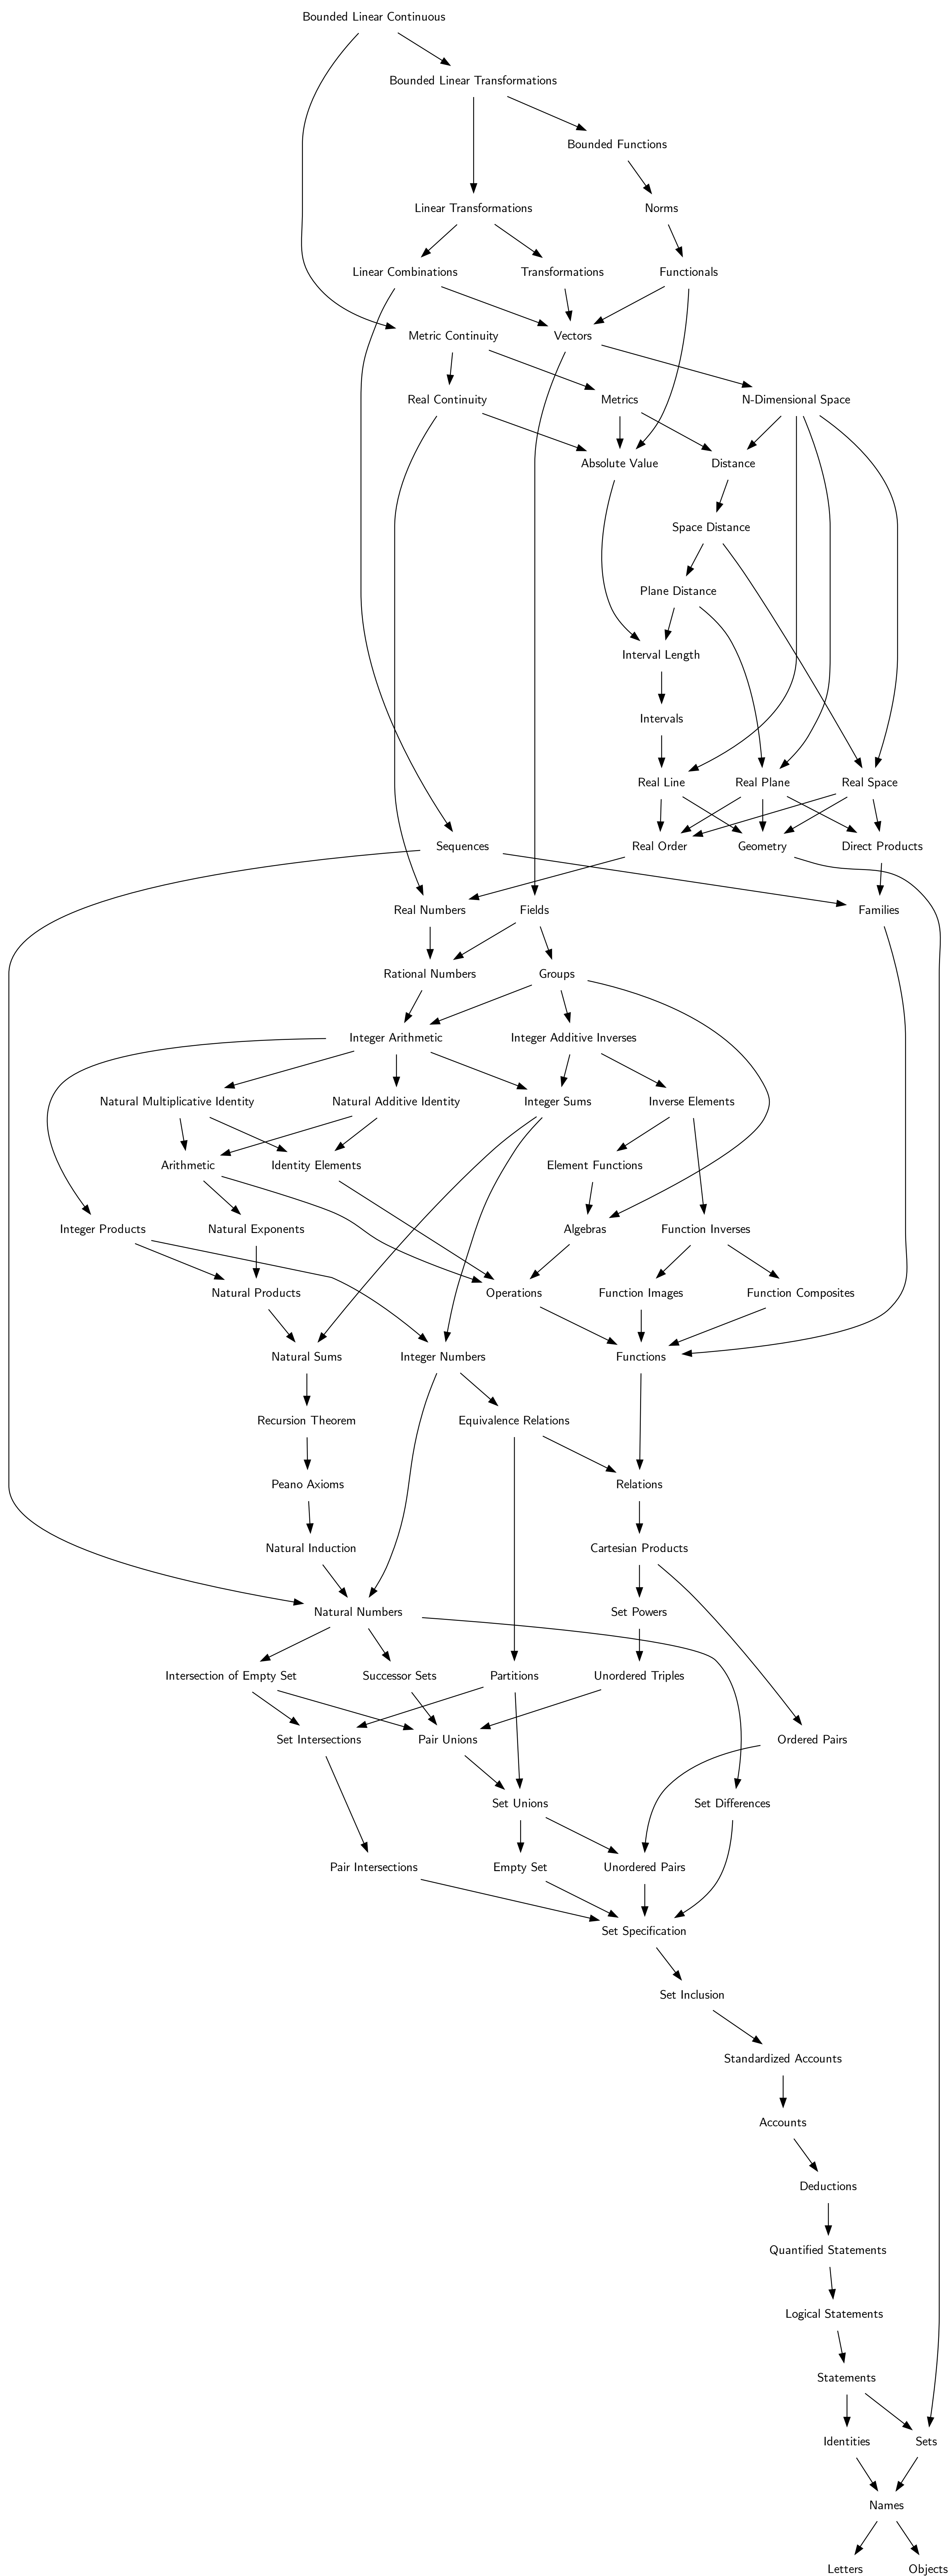 Bounded Linear Continuous
Bounded Linear Transformations
Bounded Functions
Linear Transformations
Norms
Linear Combinations
Transformations
Functionals
Metric Continuity
Vectors
Real Continuity
Metrics
N-Dimensional Space
Absolute Value
Distance
Space Distance
Plane Distance
Interval Length
Intervals
Real Line
Real Plane
Real Space
Sequences
Real Order
Geometry
Direct Products
Real Numbers
Fields
Families
Rational Numbers
Groups
Integer Arithmetic
Integer Additive Inverses
Natural Multiplicative Identity
Natural Additive Identity
Integer Sums
Inverse Elements
Arithmetic
Identity Elements
Element Functions
Integer Products
Natural Exponents
Algebras
Function Inverses
Natural Products
Operations
Function Images
Function Composites
Natural Sums
Integer Numbers
Functions
Recursion Theorem
Equivalence Relations
Peano Axioms
Relations
Natural Induction
Cartesian Products
Natural Numbers
Set Powers
Intersection of Empty Set
Successor Sets
Partitions
Unordered Triples
Set Intersections
Pair Unions
Ordered Pairs
Set Unions
Set Differences
Pair Intersections
Empty Set
Unordered Pairs
Set Specification
Set Inclusion
Standardized Accounts
Accounts
Deductions
Quantified Statements
Logical Statements
Statements
Identities
Sets
Names
Letters
Objects